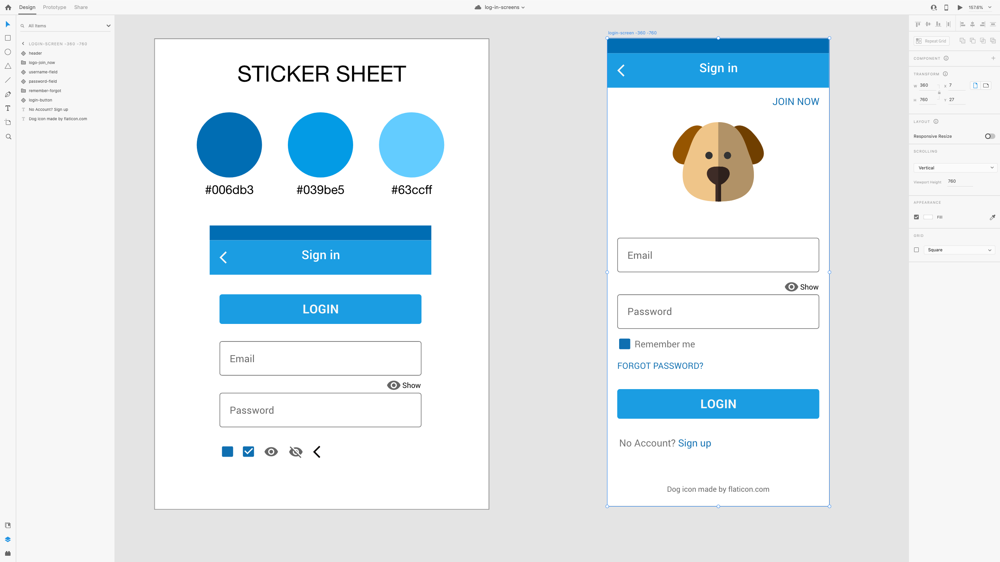 Design Prototype Share
log-in-screens
157.6%
All Items
LOGIN-SCREEN -360 -760
header
logo-join_now
username-field
password-field
remember-forgot
login-button
T No Account? Sign up
T Dog icon made by flaticon.com
STICKER SHEET
#006db3 #039be5 #63ccff
Sign in
LOGIN
Email
Show
Password
login-screen -360 -760
Sign in
JOIN NOW
Email
Show
Password
Remember me
FORGOT PASSWORD?
LOGIN
No Account? Sign up
Dog icon made by flaticon.com
Repeat Grid
COMPONENT
TRANSFORM
W 360 X 7
H 760 Y 27
LAYOUT
Responsive Resize
SCROLLING
Vertical
Viewport Height 760
APPEARANCE
Fill
GRID
Square